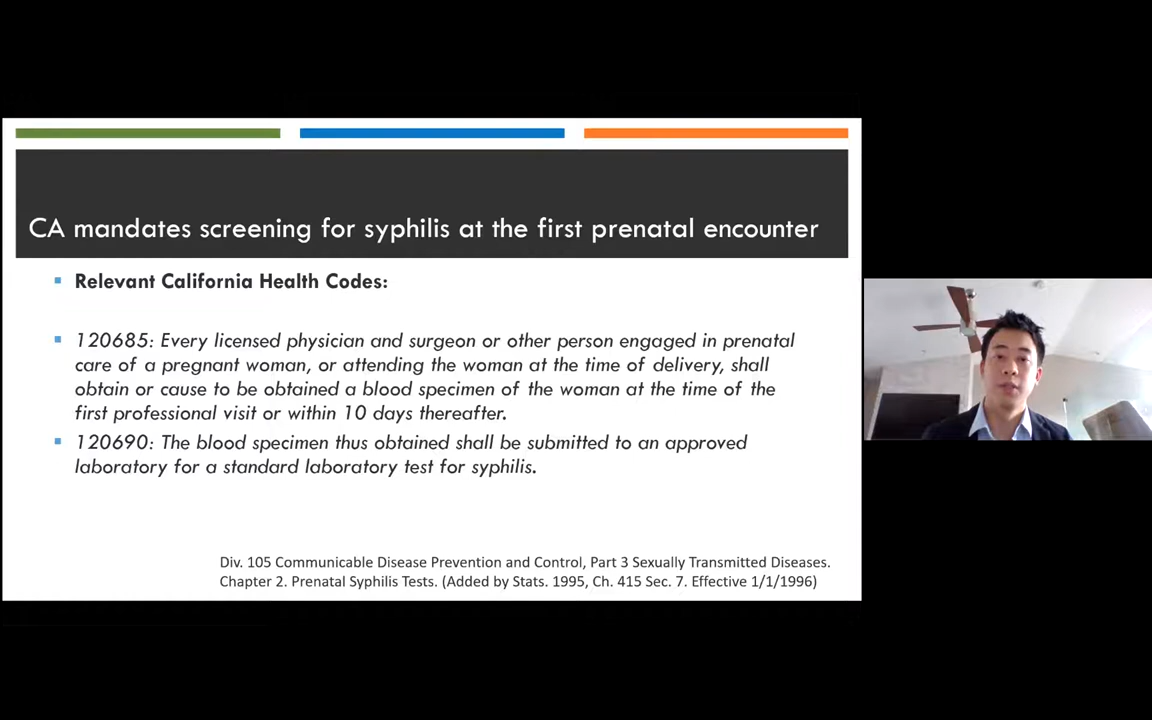 CA mandates screening for syphilis at the first prenatal encounter
Relevant California Health Codes:
120685: Every licensed physician and surgeon or other person engaged in prenatal
care of a pregnant woman, or attending the woman at the time of delivery, shall
obtain or cause to be obtained a blood specimen of the woman at the time of the
first professional visit or within 10 days thereafter.
120690: The blood specimen thus obtained shall be submitted to an approved
laboratory for a standard laboratory test for syphilis.
Div. 105 Communicable Disease Prevention and Control, Part 3 Sexually Transmitted Diseases.
Chapter 2. Prenatal Syphilis Tests. (Added by Stats. 1995, Ch. 415 Sec. 7. Effective 1/1/1996)